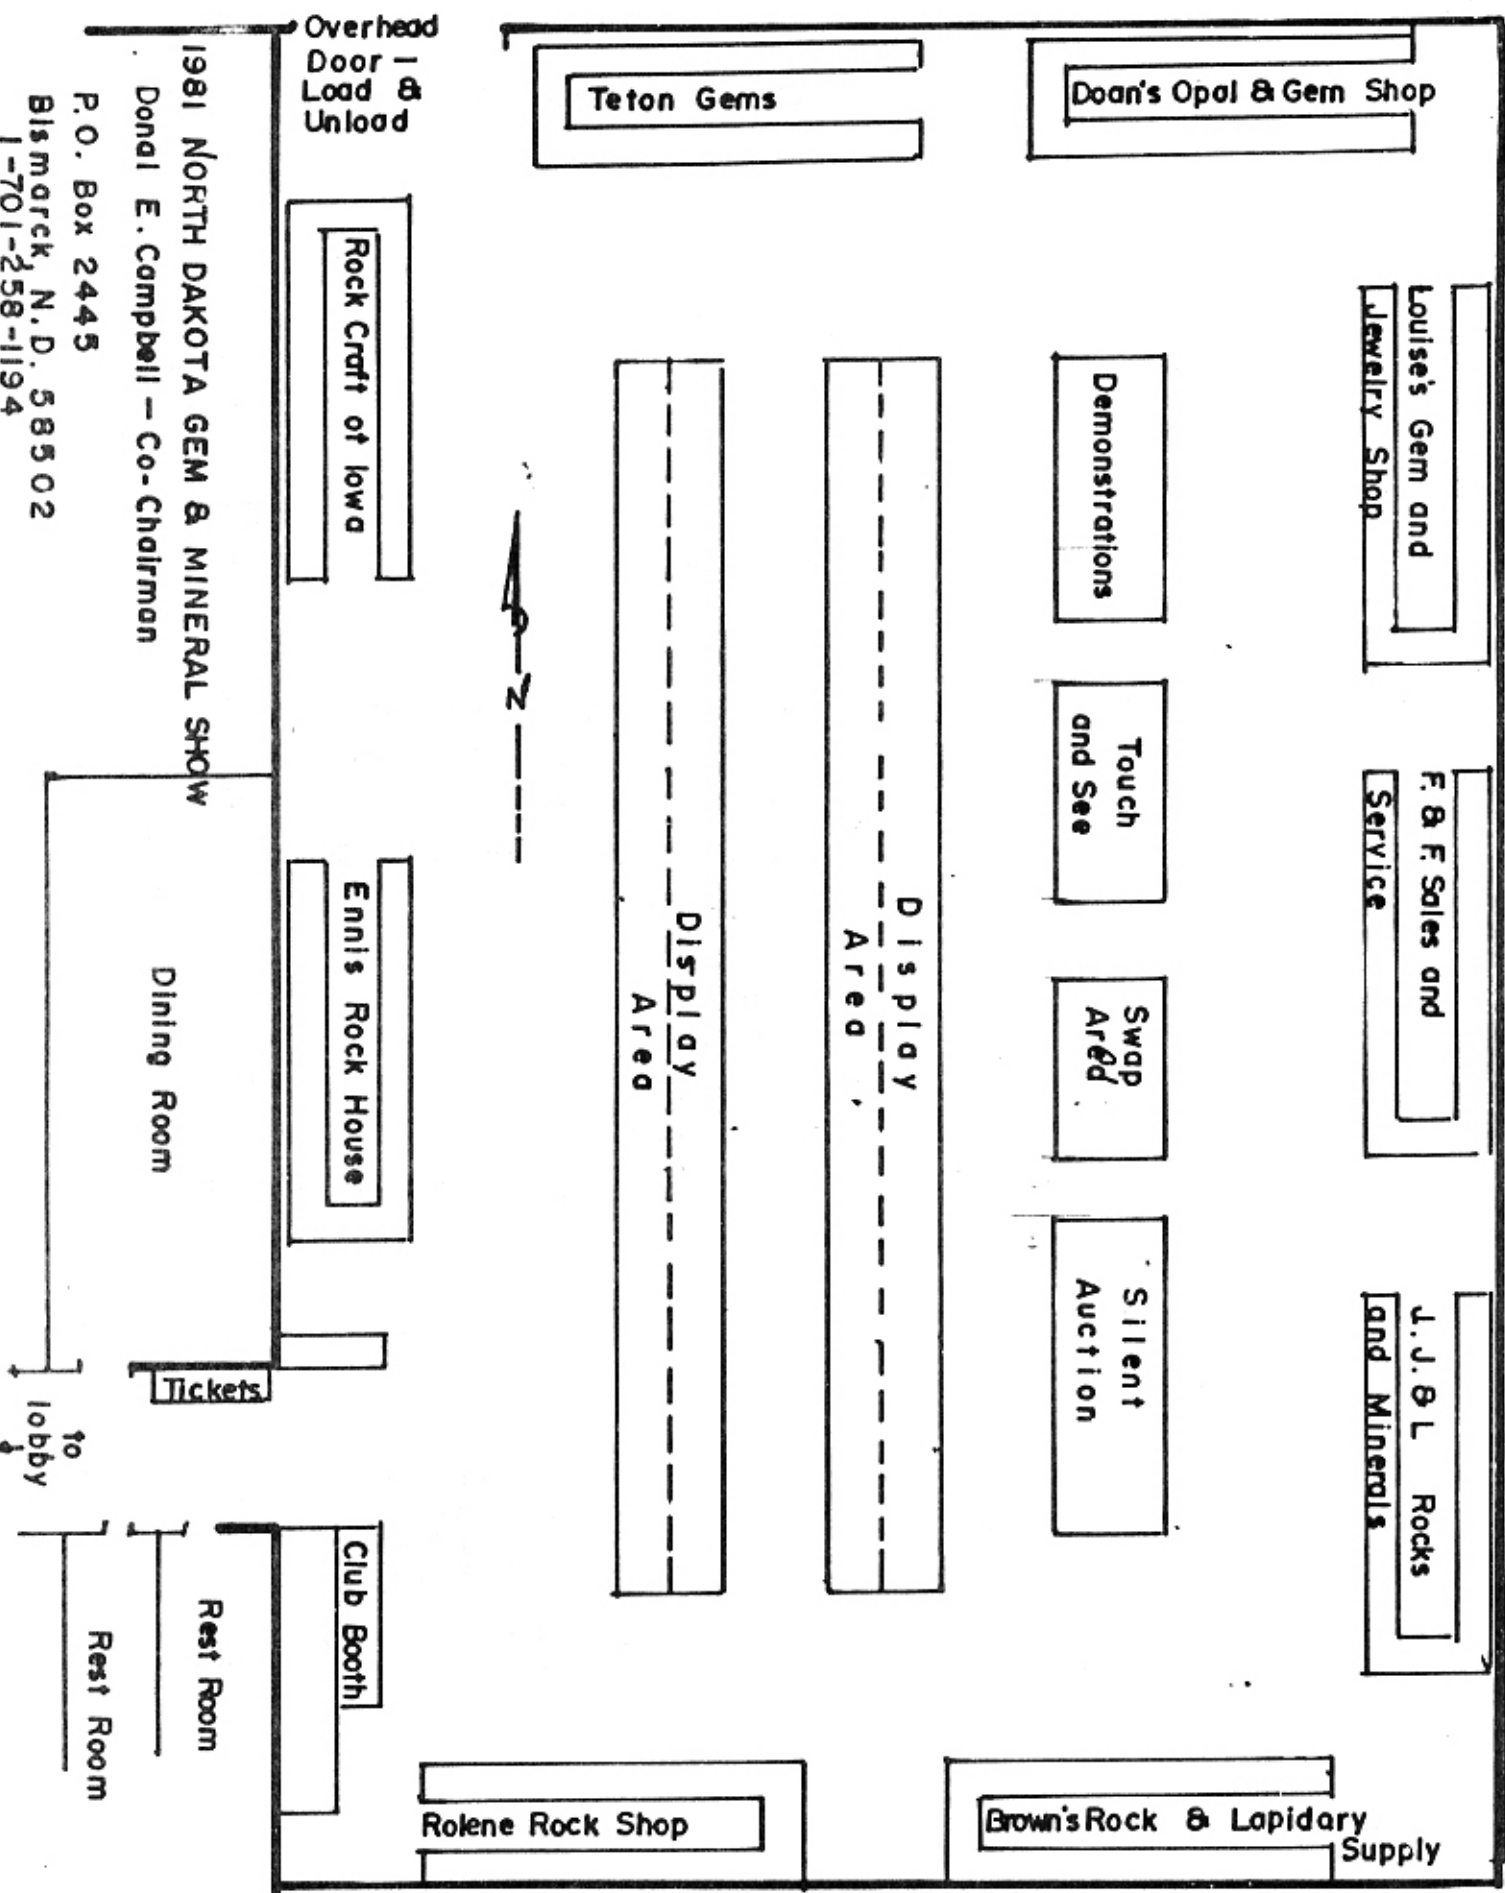 Overhead
Door —
Load &
Unload
Teton Gems
Doan's Opal & Gem Shop
Louise's Gem and
Jewelry Shop
F. & F. Sales and
Service
J. J. & L Rocks
and Minerals
Demonstrations
Touch
and See
Swap
Area
Silent
Auction
Display
Area
Display
Area
N
Rock Craft of Iowa
Ennis Rock House
Club Booth
Rolene Rock Shop
Brown's Rock & Lapidary
Supply
Tickets
to
lobby
Rest Room
Rest Room
Dining Room
1981 NORTH DAKOTA GEM & MINERAL SHOW
Donal E. Campbell — Co-Chairman
P.O. Box 2445
Bismarck, N.D. 58502
1-701-258-1194